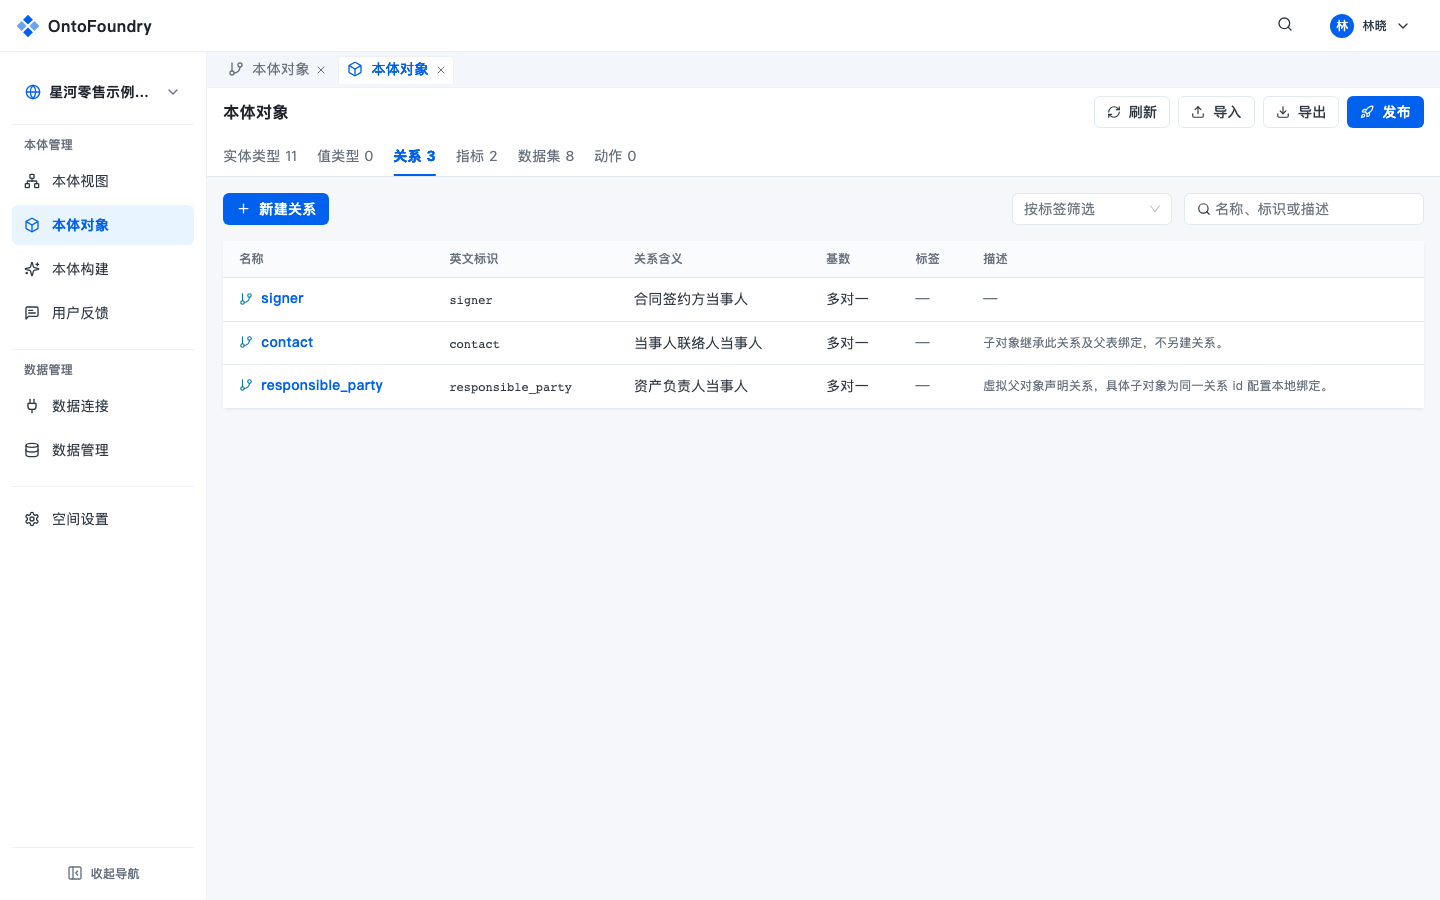 OntoFoundry
林 林晓
星河零售示例...
本体管理
本体视图
本体对象
本体构建
用户反馈
数据管理
数据连接
数据管理
空间设置
收起导航
本体对象 本体对象
本体对象
刷新 导入 导出 发布
实体类型 11 值类型 0 关系 3 指标 2 数据集 8 动作 0
新建关系 按标签筛选 名称、标识或描述
名称 英文标识 关系含义 基数 标签 描述
signer signer 合同签约方当事人 多对一 — —
contact contact 当事人联络人当事人 多对一 — 子对象继承此关系及父表绑定，不另建关系。
responsible_party responsible_party 资产负责人当事人 多对一 — 虚拟父对象声明关系，具体子对象为同一关系 id 配置本地绑定。